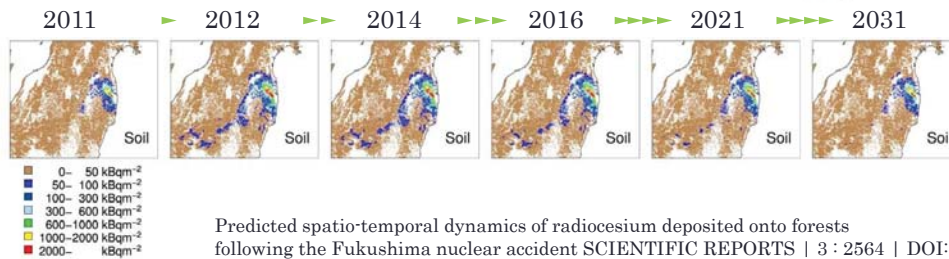 2011 2012 2014 2016 2021 2031
Soil Soil Soil Soil Soil Soil
0– 50 kBqm⁻²
50– 100 kBqm⁻²
100– 300 kBqm⁻²
300– 600 kBqm⁻²
600–1000 kBqm⁻²
1000–2000 kBqm⁻²
2000– kBqm⁻²
Predicted spatio-temporal dynamics of radiocesium deposited onto forests
following the Fukushima nuclear accident SCIENTIFIC REPORTS | 3 : 2564 | DOI: